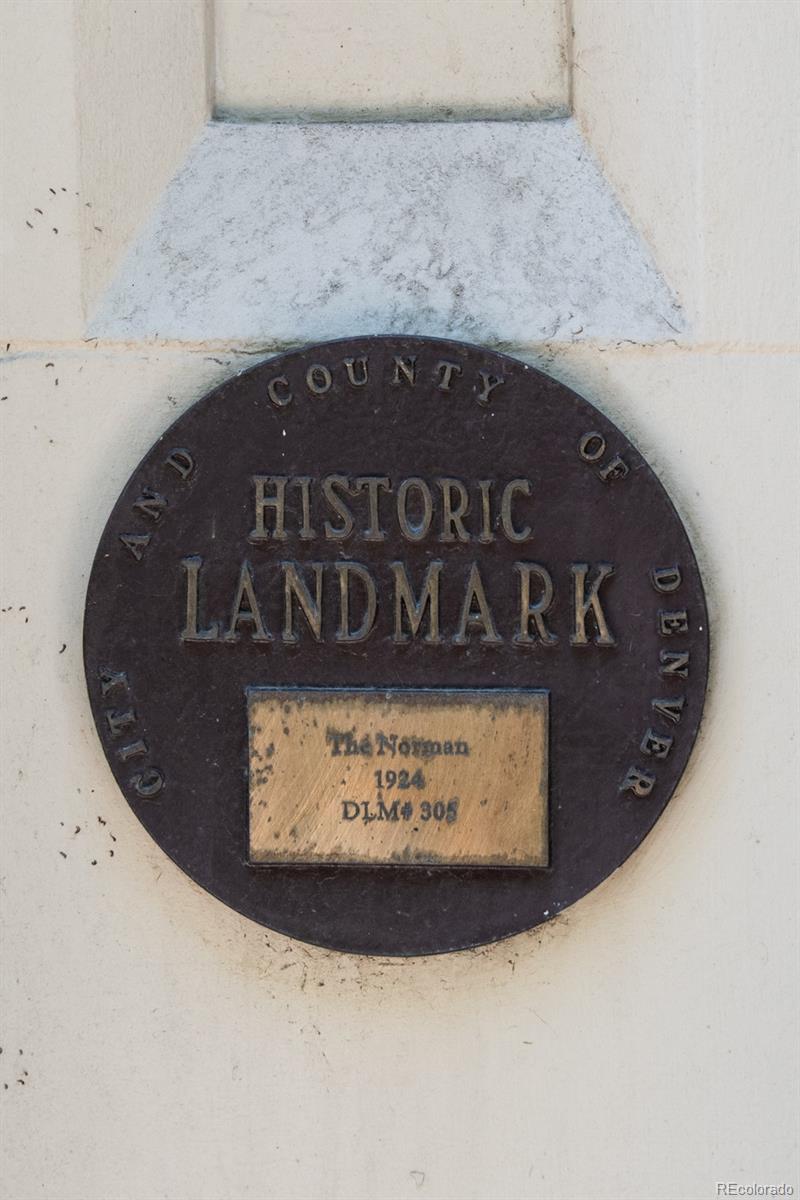 CITY AND COUNTY OF DENVER
HISTORIC
LANDMARK
The Norman
1924
DLM# 305
REcolorado